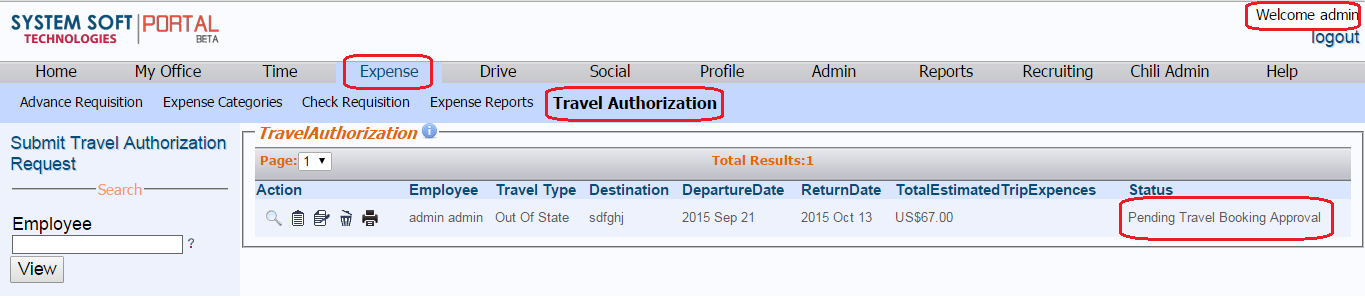 SYSTEM SOFT PORTAL
TECHNOLOGIES BETA
Welcome admin
logout
Home My Office Time Expense Drive Social Profile Admin Reports Recruiting Chili Admin Help
Advance Requisition Expense Categories Check Requisition Expense Reports Travel Authorization
Submit Travel Authorization
Request
Search
Employee
?
View
TravelAuthorization i
Page: 1 Total Results:1
Action Employee Travel Type Destination DepartureDate ReturnDate TotalEstimatedTripExpences Status
admin admin Out Of State sdfghj 2015 Sep 21 2015 Oct 13 US$67.00 Pending Travel Booking Approval